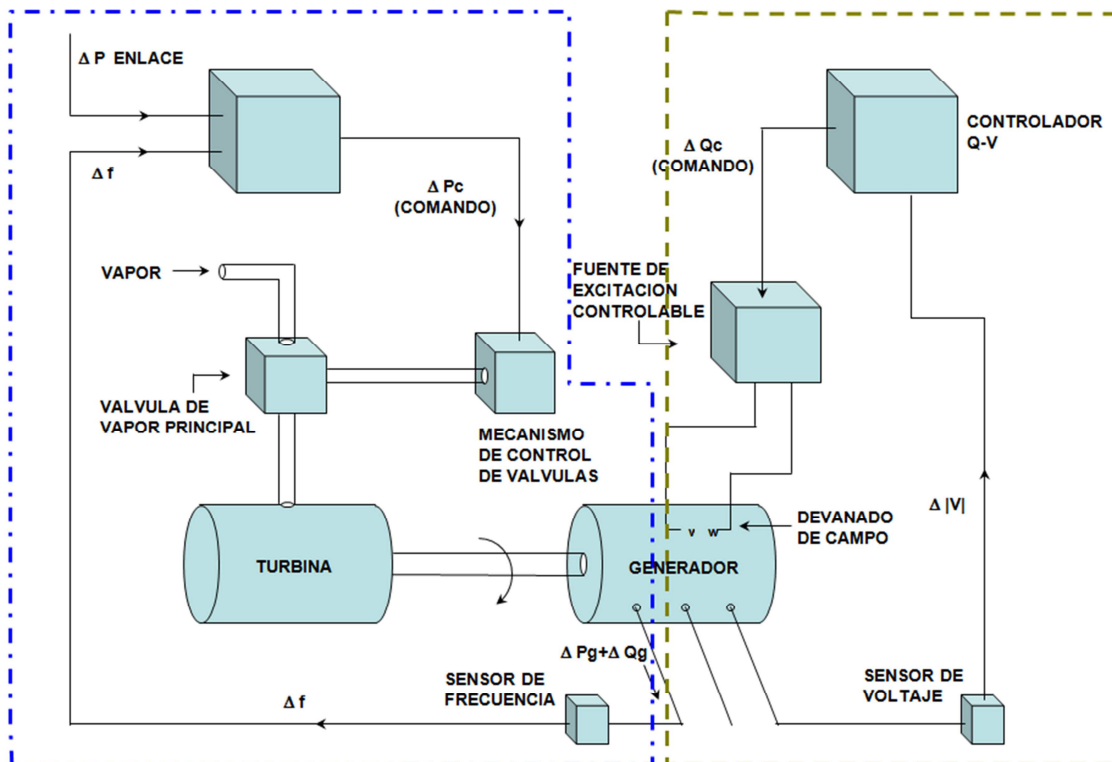 Δ P ENLACE
Δ f
Δ Pc
(COMANDO)
VAPOR
VALVULA DE
VAPOR PRINCIPAL
MECANISMO
DE CONTROL
DE VALVULAS
TURBINA
Δ f
SENSOR DE
FRECUENCIA
Δ Pg+Δ Qg
GENERADOR
v w
DEVANADO
DE CAMPO
FUENTE DE
EXCITACION
CONTROLABLE
Δ Qc
(COMANDO)
CONTROLADOR
Q-V
Δ |V|
SENSOR DE
VOLTAJE